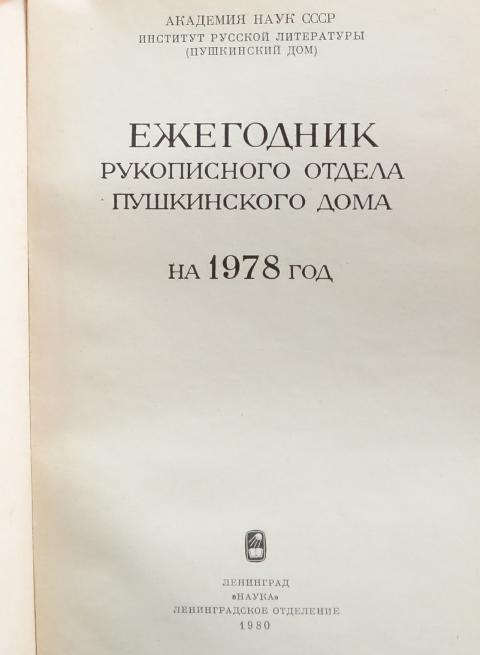 АКАДЕМИЯ НАУК СССР
ИНСТИТУТ РУССКОЙ ЛИТЕРАТУРЫ
(ПУШКИНСКИЙ ДОМ)
ЕЖЕГОДНИК
РУКОПИСНОГО ОТДЕЛА
ПУШКИНСКОГО ДОМА
НА 1978 ГОД
ЛЕНИНГРАД
«НАУКА»
ЛЕНИНГРАДСКОЕ ОТДЕЛЕНИЕ
1980